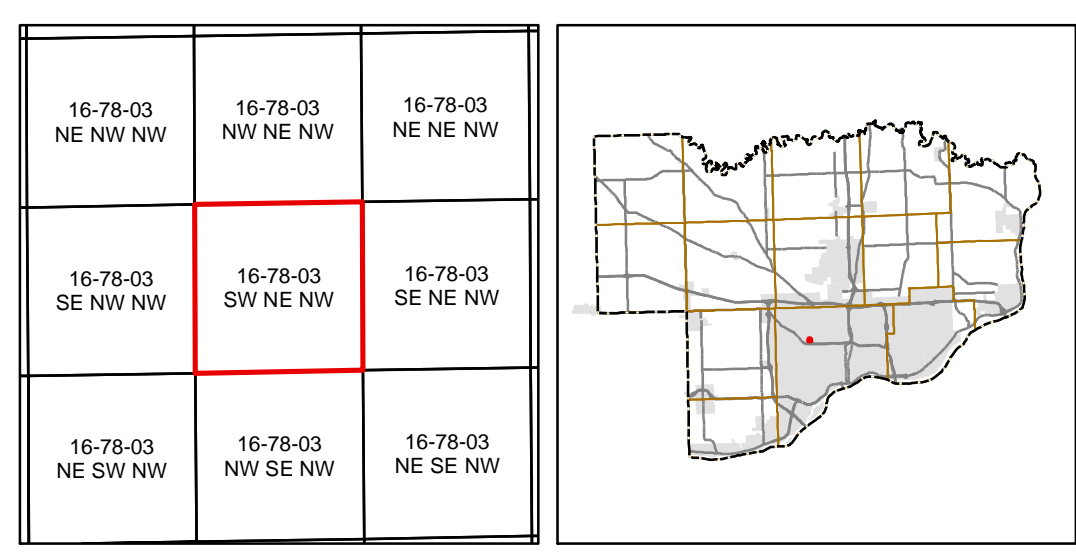 16-78-03
NE NW NW
16-78-03
NW NE NW
16-78-03
NE NE NW
16-78-03
SE NW NW
16-78-03
SW NE NW
16-78-03
SE NE NW
16-78-03
NE SW NW
16-78-03
NW SE NW
16-78-03
NE SE NW